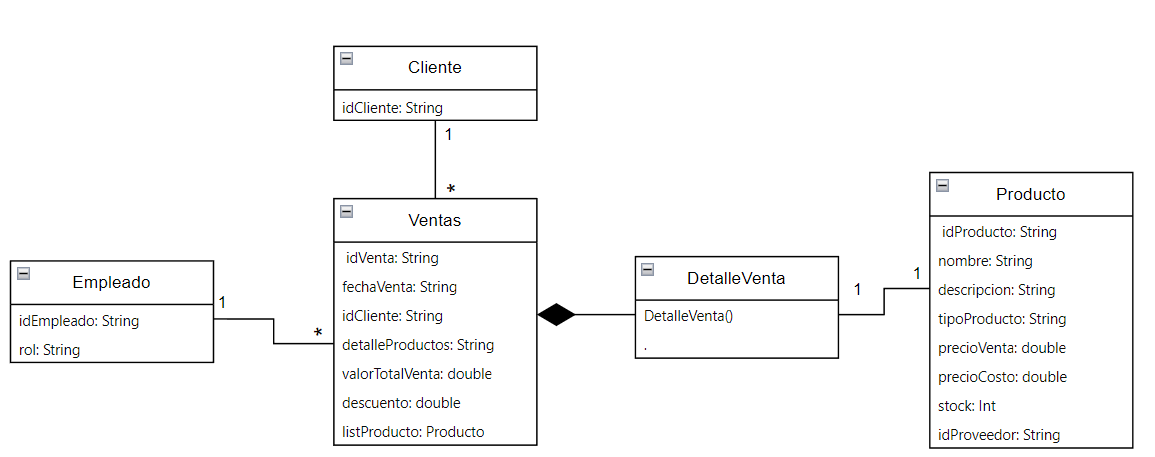 Cliente
idCliente: String
1
*
Ventas
idVenta: String
fechaVenta: String
idCliente: String
detalleProductos: String
valorTotalVenta: double
descuento: double
listProducto: Producto
Empleado
idEmpleado: String
rol: String
1
*
DetalleVenta
DetalleVenta()
.
1
1
Producto
idProducto: String
nombre: String
descripcion: String
tipoProducto: String
precioVenta: double
precioCosto: double
stock: Int
idProveedor: String